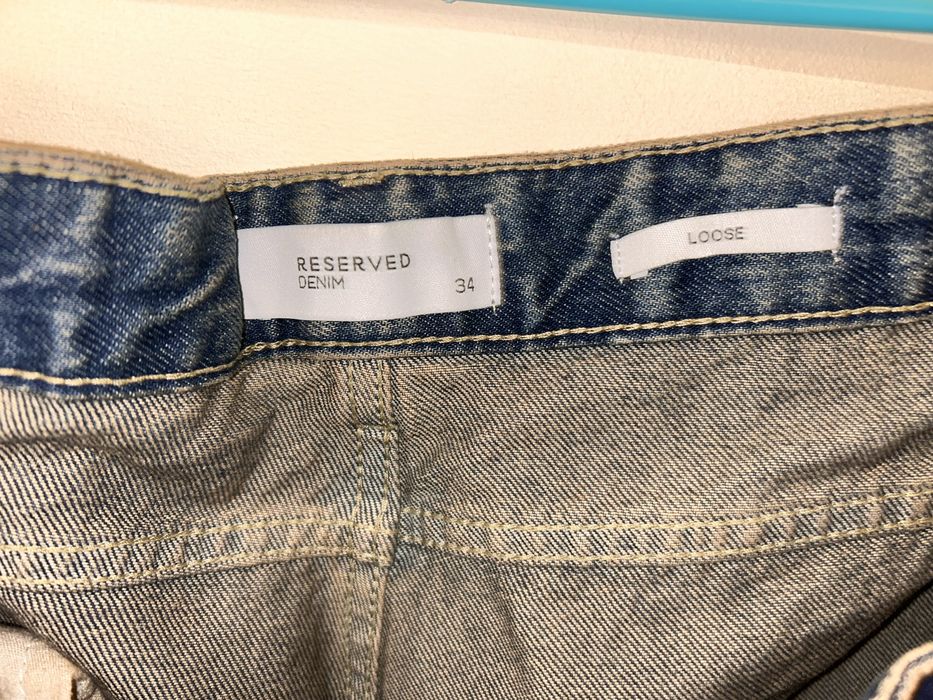 RESERVED
DENIM
34
LOOSE